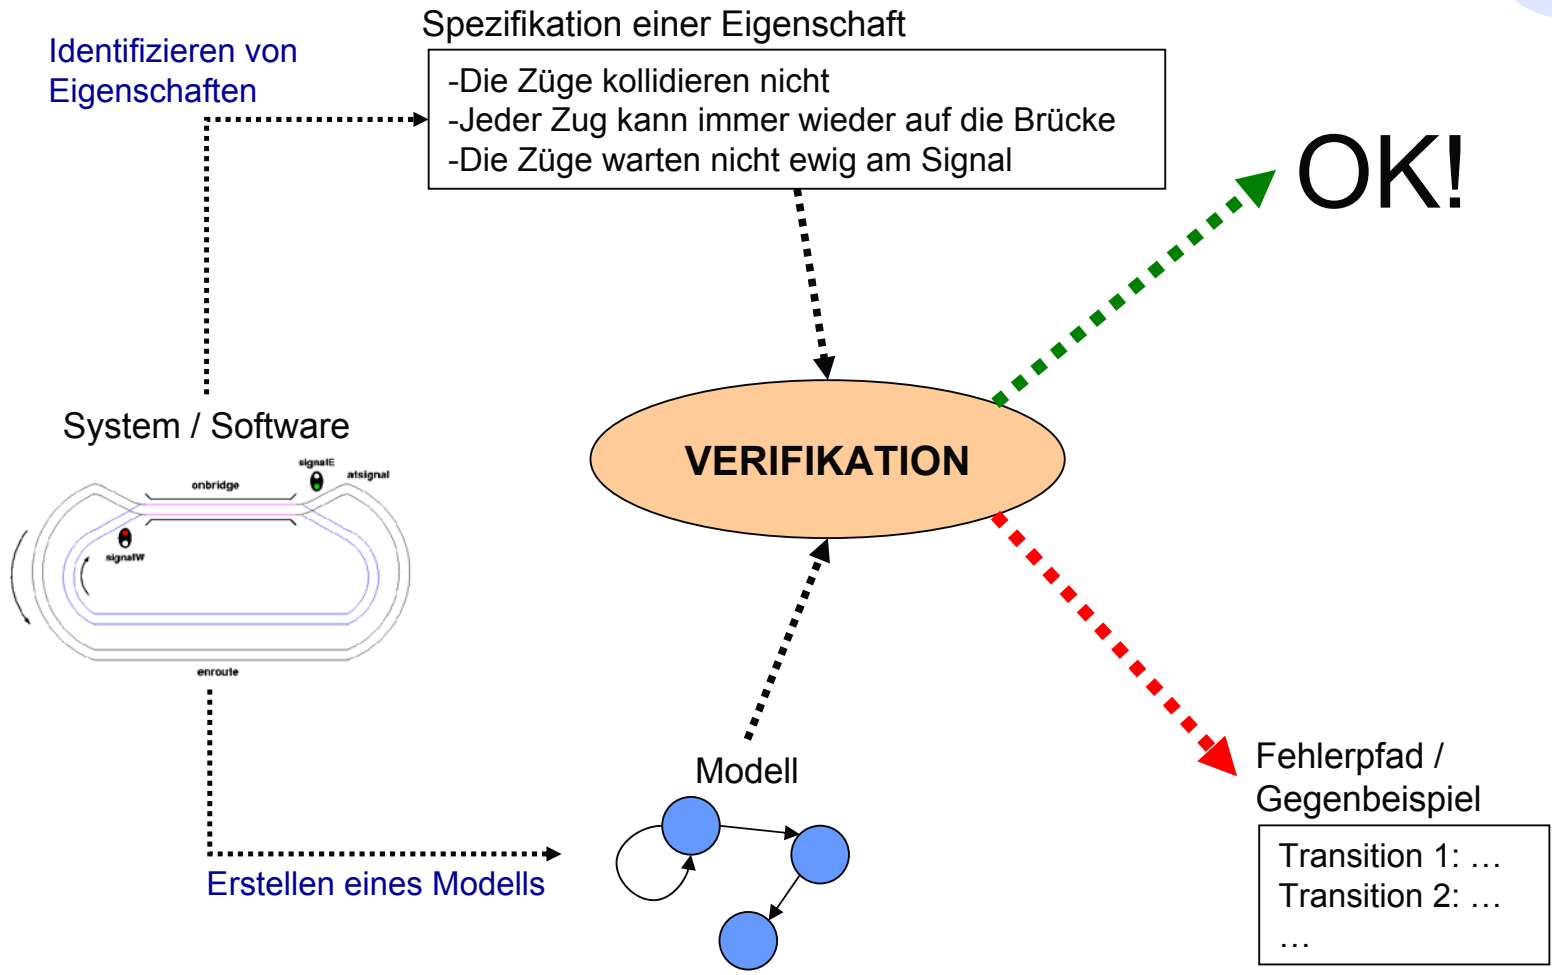 Spezifikation einer Eigenschaft
Identifizieren von
Eigenschaften
-Die Züge kollidieren nicht
-Jeder Zug kann immer wieder auf die Brücke
-Die Züge warten nicht ewig am Signal
OK!
System / Software
VERIFIKATION
signalE
atsignal
onbridge
signalW
enroute
Modell
Erstellen eines Modells
Fehlerpfad /
Gegenbeispiel
Transition 1: …
Transition 2: …
…